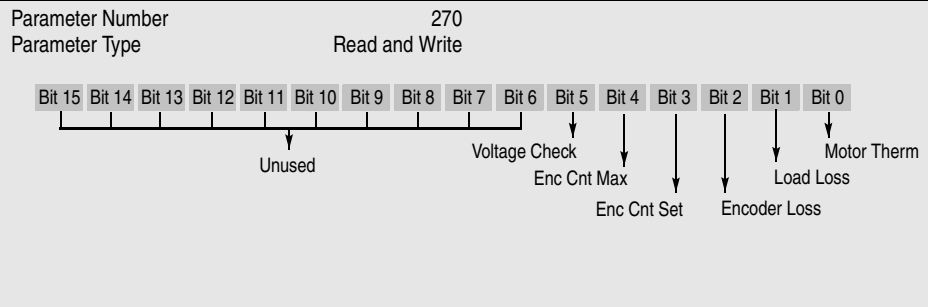 Parameter Number 270
Parameter Type Read and Write
Bit 15 Bit 14 Bit 13 Bit 12 Bit 11 Bit 10 Bit 9 Bit 8 Bit 7 Bit 6 Bit 5 Bit 4 Bit 3 Bit 2 Bit 1 Bit 0
Unused
Voltage Check
Enc Cnt Max
Enc Cnt Set
Encoder Loss
Load Loss
Motor Therm